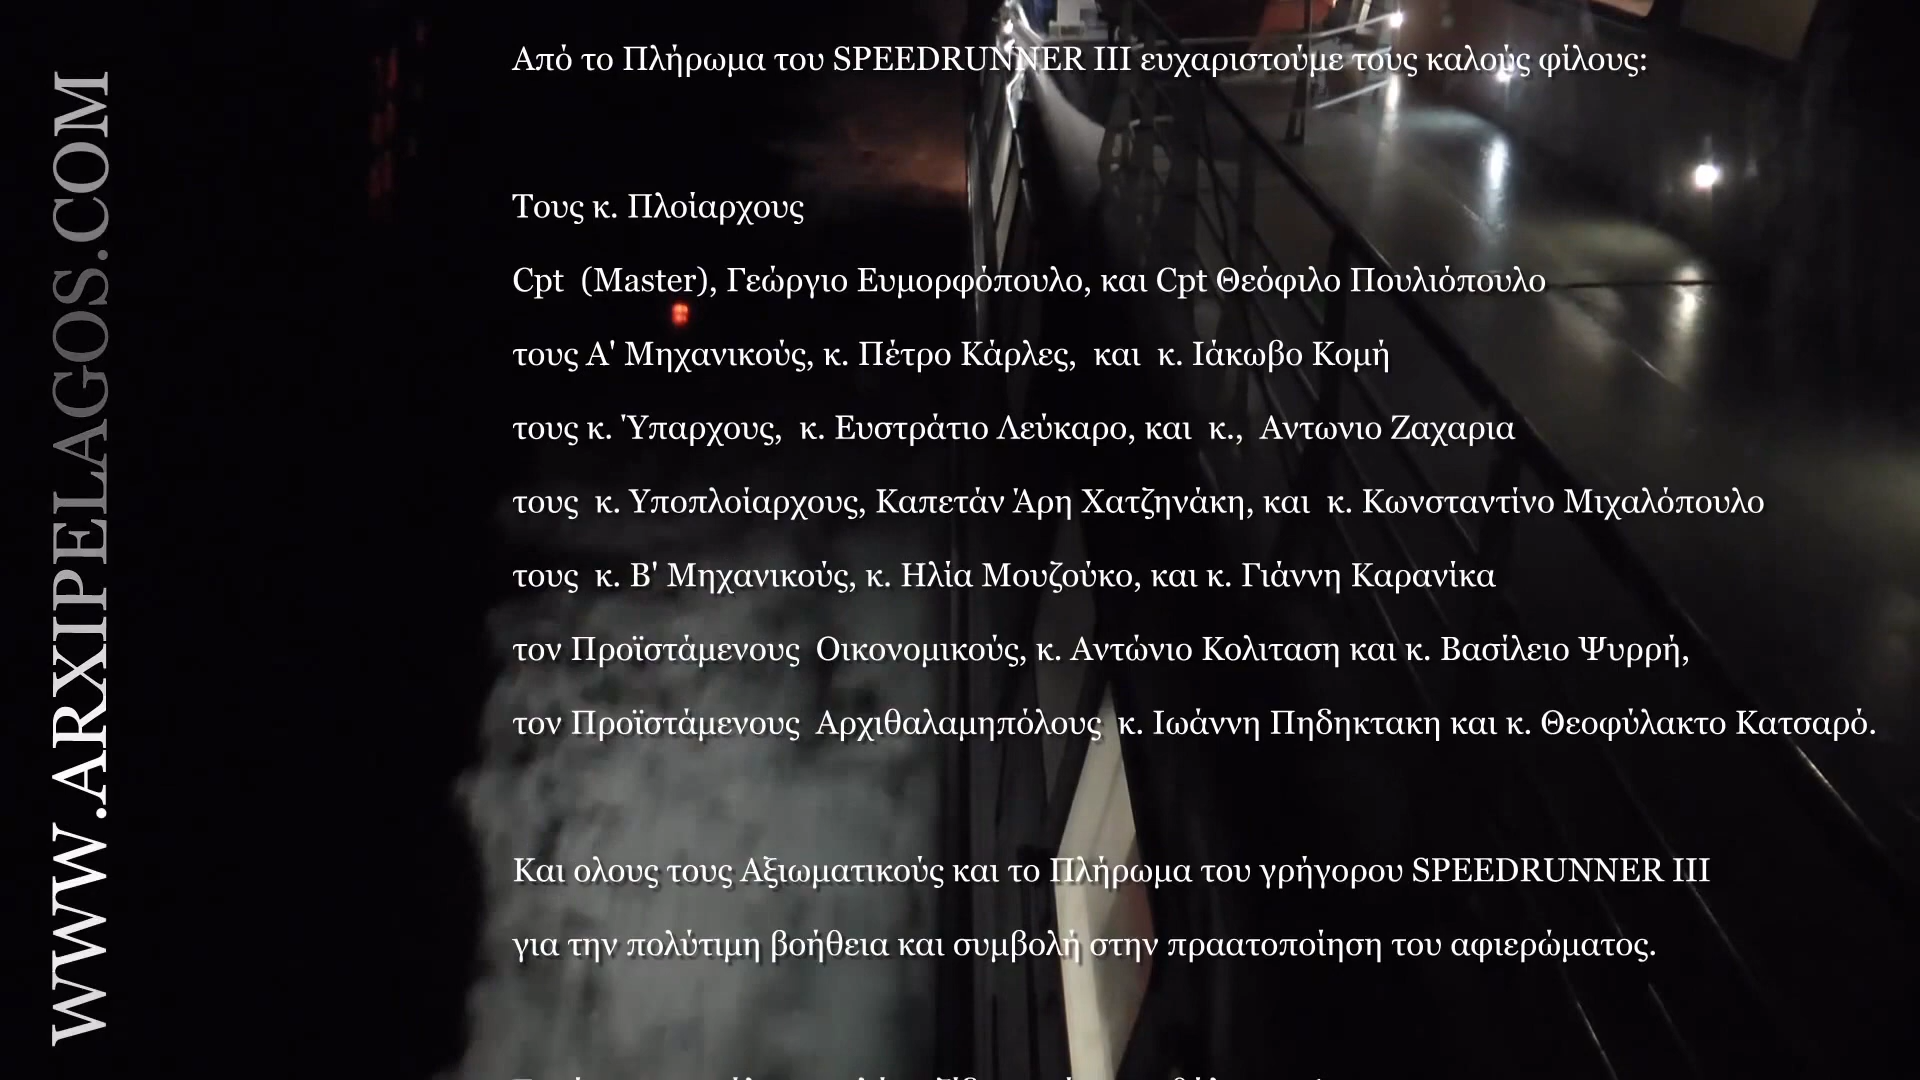 Από το Πλήρωμα του SPEEDRUNNER III ευχαριστούμε τους καλούς φίλους:
Τους κ. Πλοίαρχους
Cpt  (Master), Γεώργιο Ευμορφόπουλο, και Cpt Θεόφιλο Πουλιόπουλο
τους Α' Μηχανικούς, κ. Πέτρο Κάρλες,  και  κ. Ιάκωβο Κομή
τους κ. Ύπαρχους,  κ. Ευστράτιο Λεύκαρο, και  κ.,  Αντωνιο Ζαχαρια
τους  κ. Υποπλοίαρχους, Καπετάν Άρη Χατζηνάκη, και  κ. Κωνσταντίνο Μιχαλόπουλο
τους  κ. Β' Μηχανικούς, κ. Ηλία Μουζούκο, και κ. Γιάννη Καρανίκα
τον Προϊστάμενους  Οικονομικούς, κ. Αντώνιο Κολιταση και κ. Βασίλειο Ψυρρή,
τον Προϊστάμενους  Αρχιθαλαμηπόλους  κ. Ιωάννη Πηδηκτακη και κ. Θεοφύλακτο Κατσαρό.
Και ολους τους Αξιωματικούς και το Πλήρωμα του γρήγορου SPEEDRUNNER III
για την πολύτιμη βοήθεια και συμβολή στην πραατοποίηση του αφιερώματος.
WWW.ARXIPELAGOS.COM